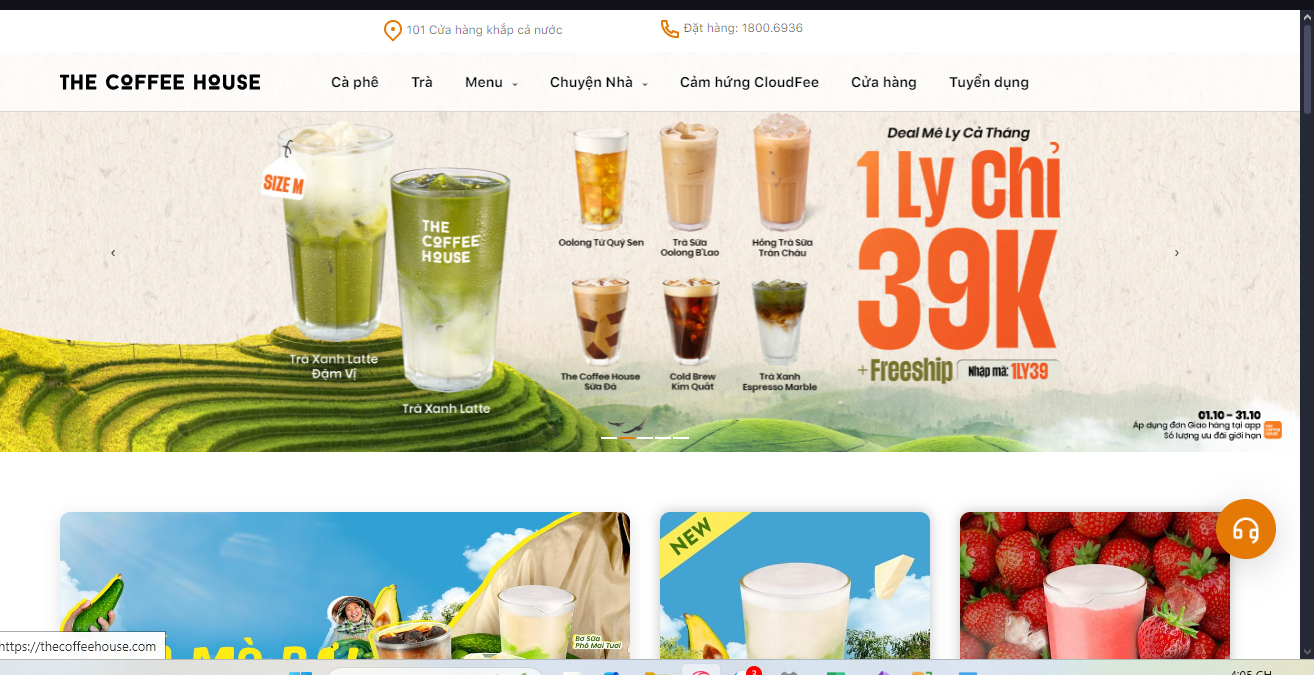 101 Cửa hàng khắp cả nước
Đặt hàng: 1800.6936
THE COFFEE HOUSE
Cà phê
Trà
Menu
Chuyện Nhà
Cảm hứng CloudFee
Cửa hàng
Tuyển dụng
SIZE M
THE
COFFEE
HOUSE
Trà Xanh Latte
Đậm Vị
Trà Xanh Latte
Oolong Tứ Quý Sen
Trà Sữa
Oolong B'Lao
Hồng Trà Sữa
Trân Châu
The Coffee House
Sữa Đá
Cold Brew
Kim Quất
Trà Xanh
Espresso Marble
Deal Mê Ly Cả Tháng
1 Ly Chỉ
39K
+Freeship
Nhập mã: 1LY39
01.10 – 31.10
Áp dụng đơn Giao hàng tại app
Số lượng ưu đãi giới hạn
NEW
Bơ Sữa
Phô Mai Tươi
https://thecoffeehouse.com
3
4:05 CH